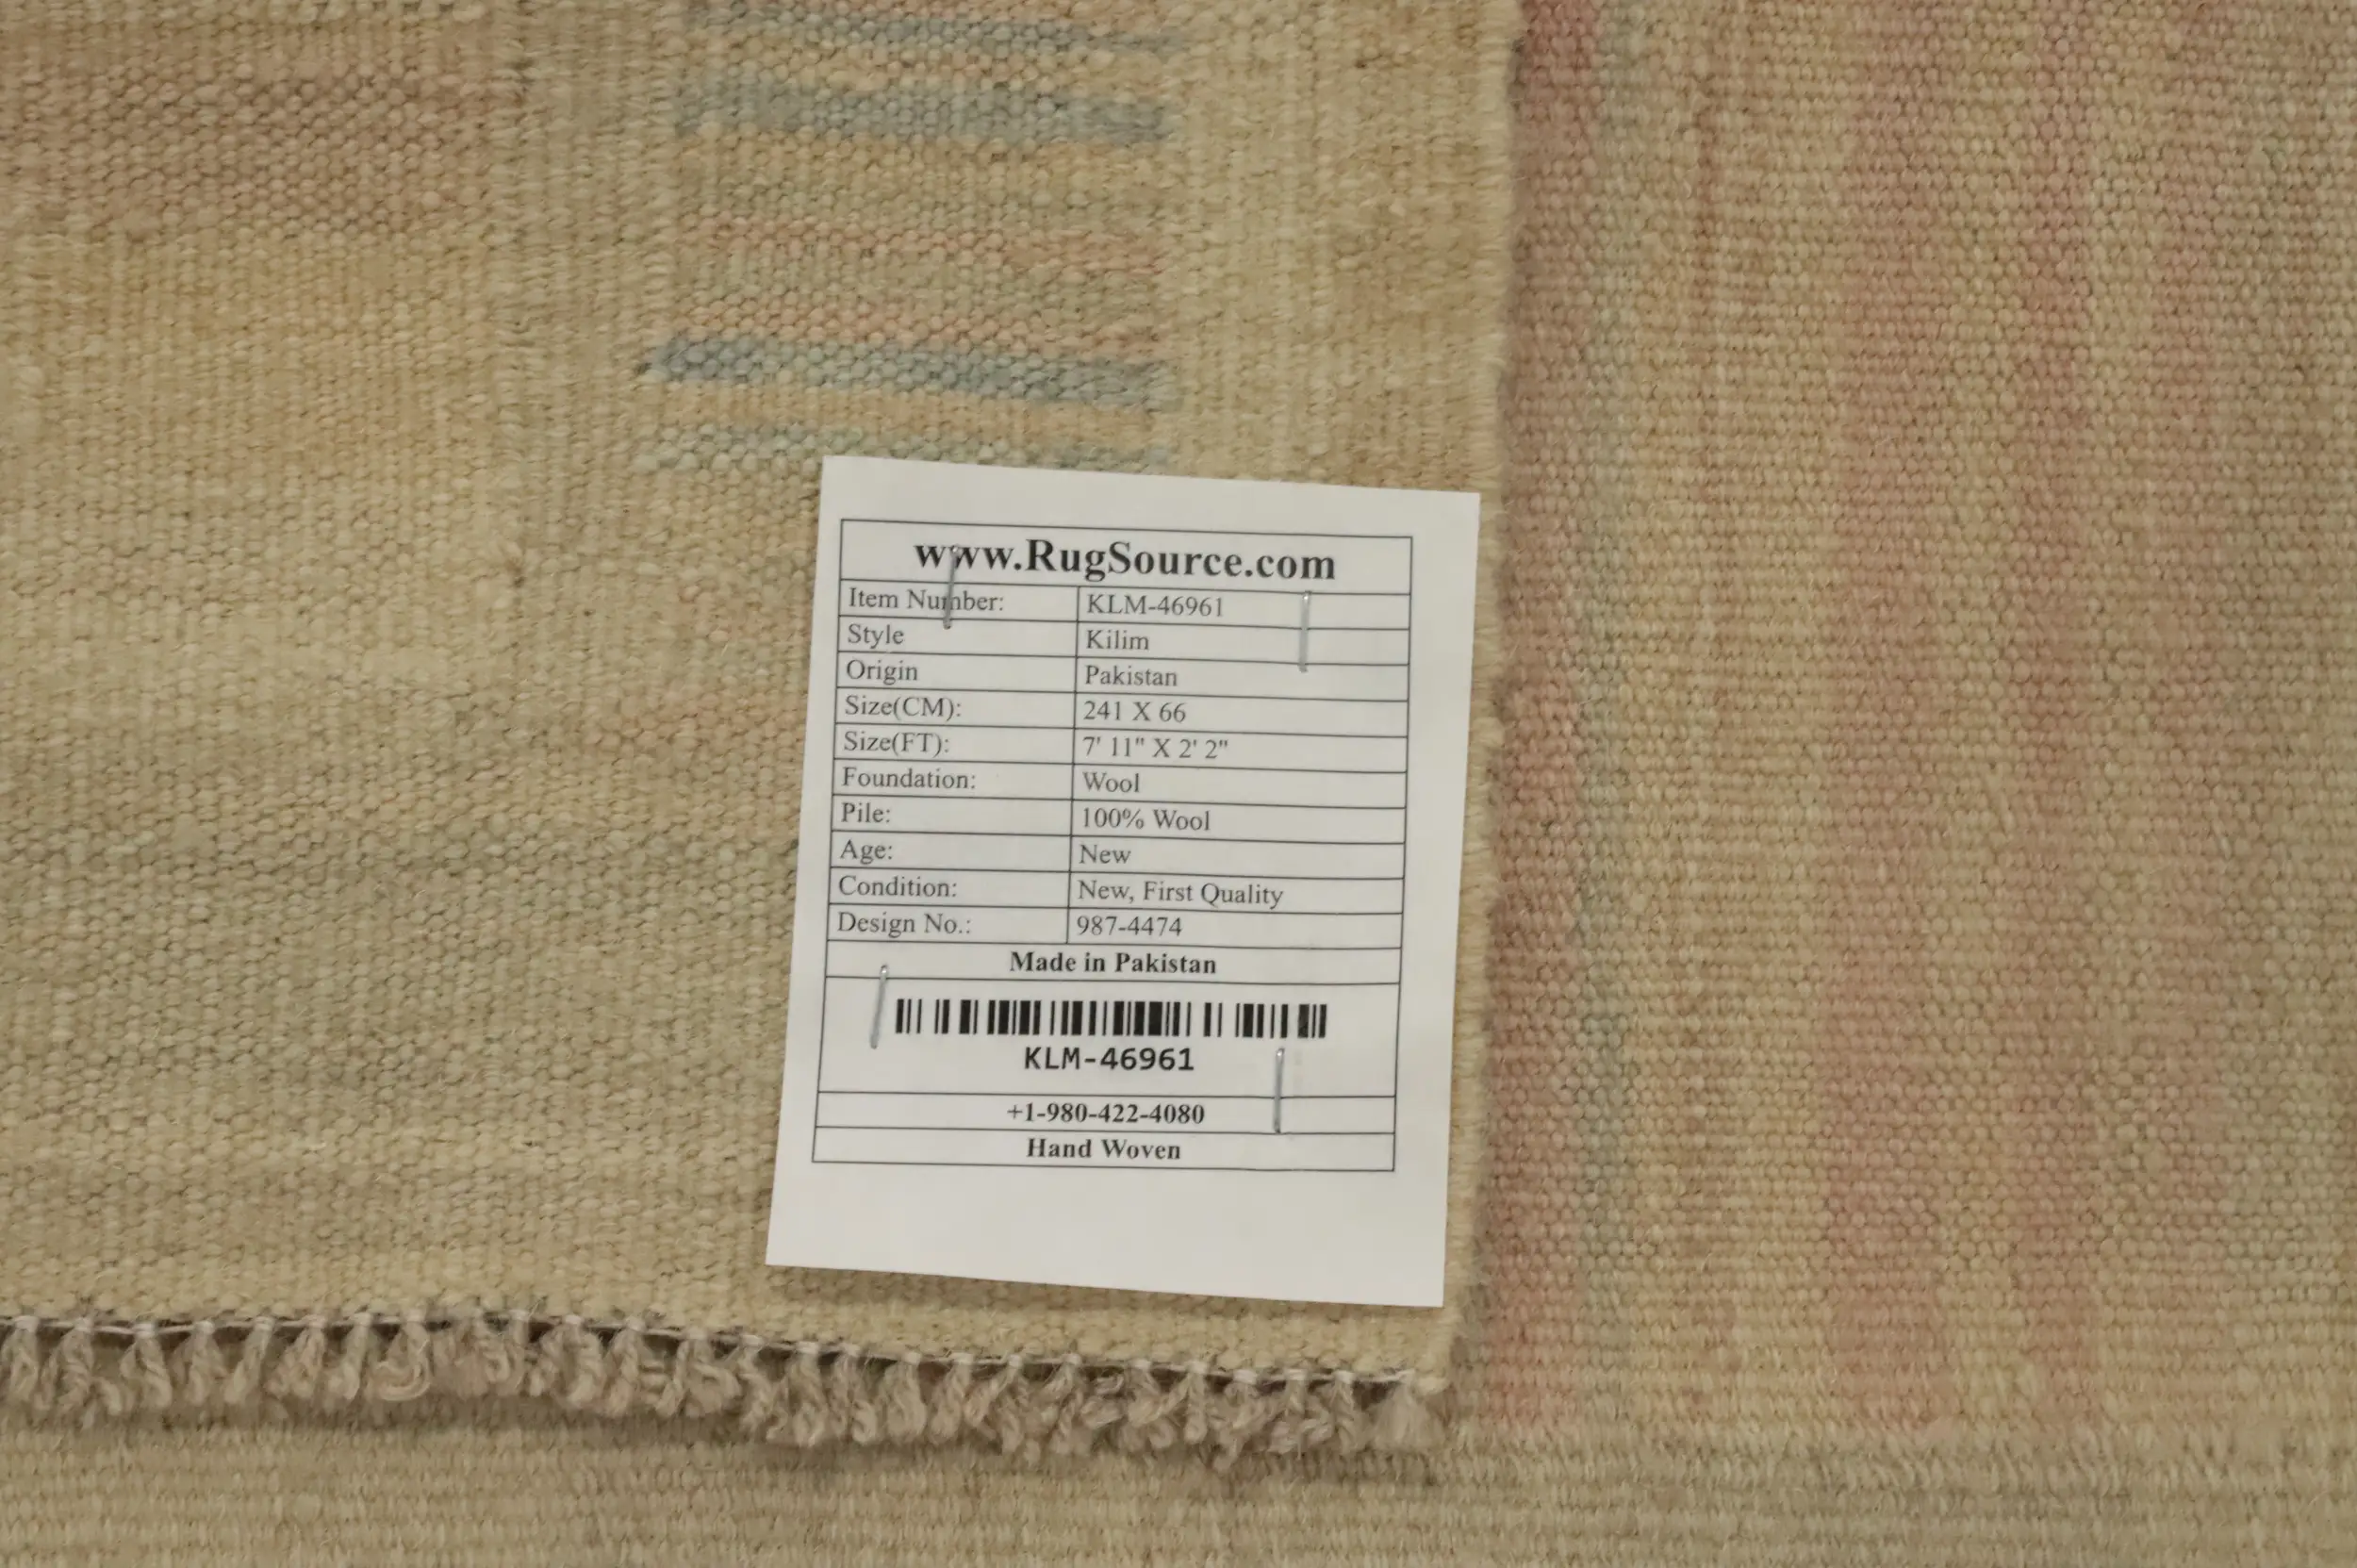 www.RugSource.com
Item Number: KLM-46961
Style Kilim
Origin Pakistan
Size(CM): 241 X 66
Size(FT): 7' 11" X 2' 2"
Foundation: Wool
Pile: 100% Wool
Age: New
Condition: New, First Quality
Design No.: 987-4474
Made in Pakistan
KLM-46961
+1-980-422-4080
Hand Woven